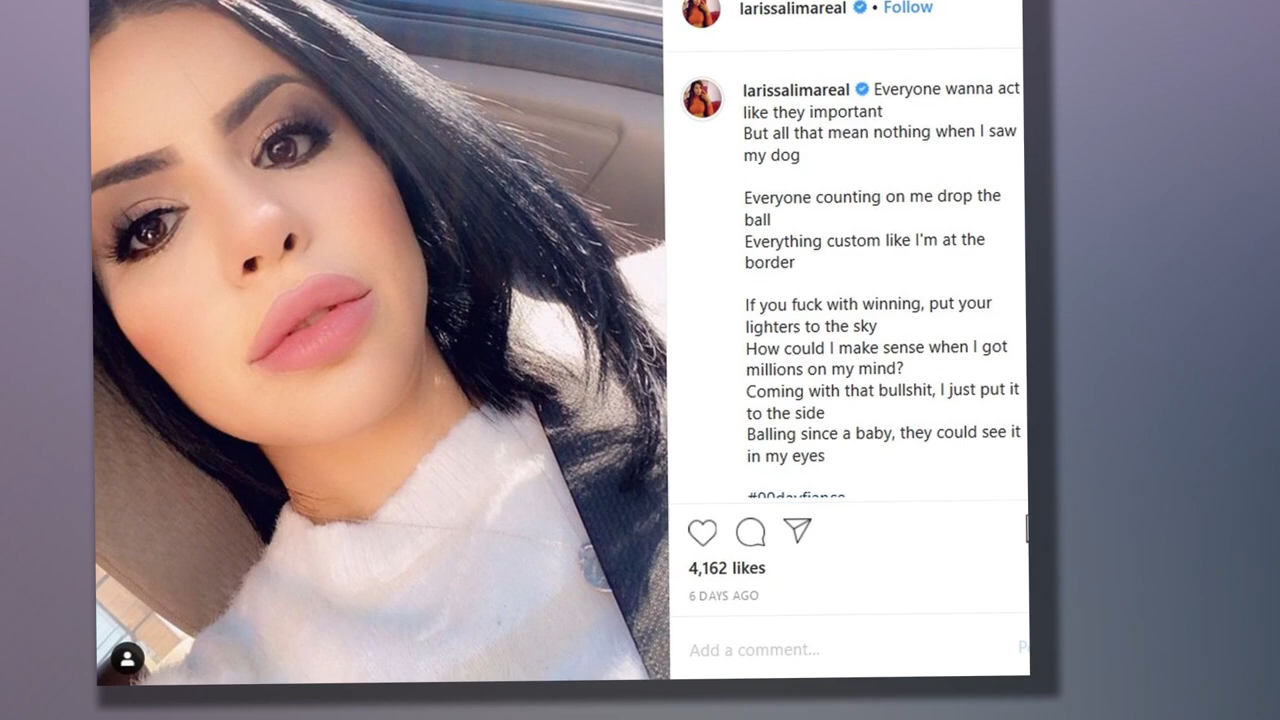 larissalimareal • Follow
larissalimareal Everyone wanna act
like they important
But all that mean nothing when I saw
my dog
Everyone counting on me drop the
ball
Everything custom like I'm at the
border
If you fuck with winning, put your
lighters to the sky
How could I make sense when I got
millions on my mind?
Coming with that bullshit, I just put it
to the side
Balling since a baby, they could see it
in my eyes
#90dayfiance
4,162 likes
6 DAYS AGO
Add a comment...